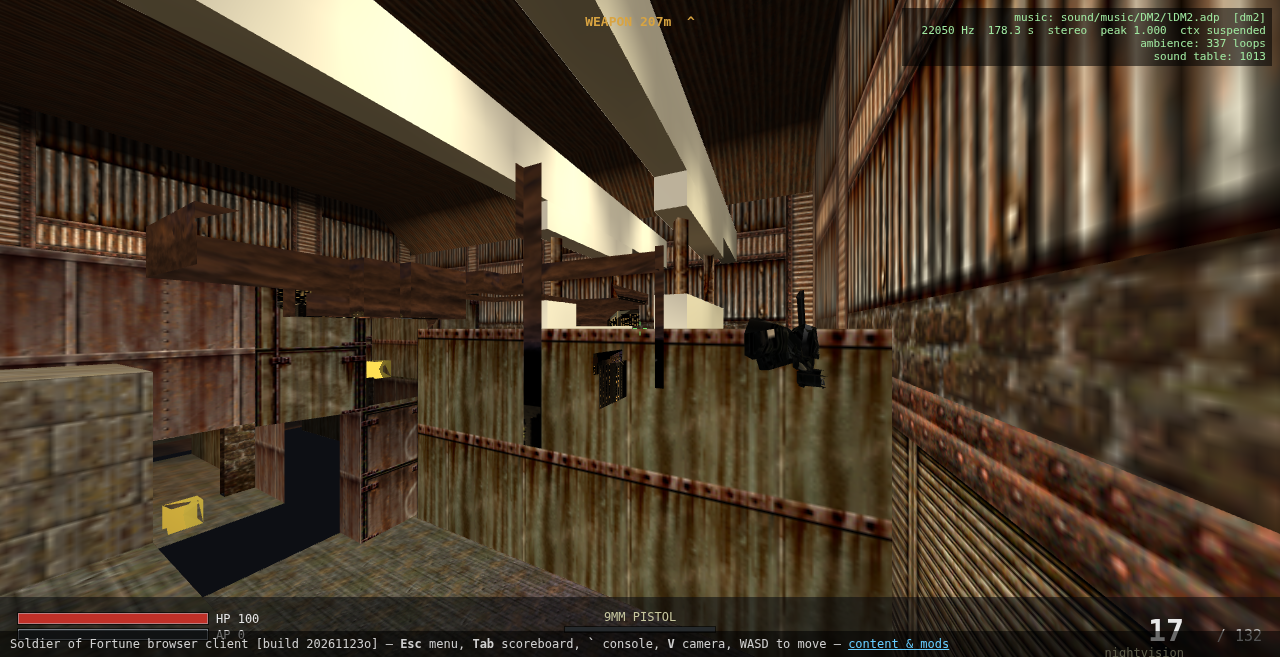 WEAPON 207m ^
music: sound/music/DM2/lDM2.adp [dm2]
22050 Hz 178.3 s stereo peak 1.000 ctx suspended
ambience: 337 loops
sound table: 1013
HP 100
AP 0
9MM PISTOL
17 / 132
nightvision
Soldier of Fortune browser client [build 20261123o] — Esc menu, Tab scoreboard, ` console, V camera, WASD to move — content & mods